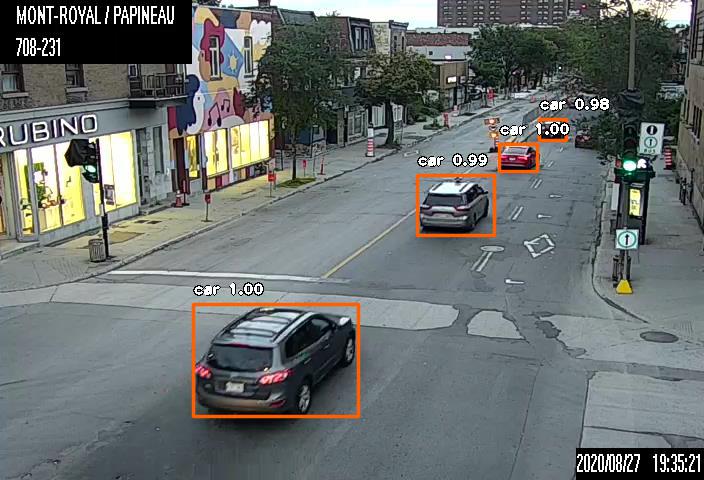 MONT-ROYAL / PAPINEAU
708-231
car 0.98
car 1.00
car 0.99
RUBINO
car 1.00
2020/08/27 19:35:21